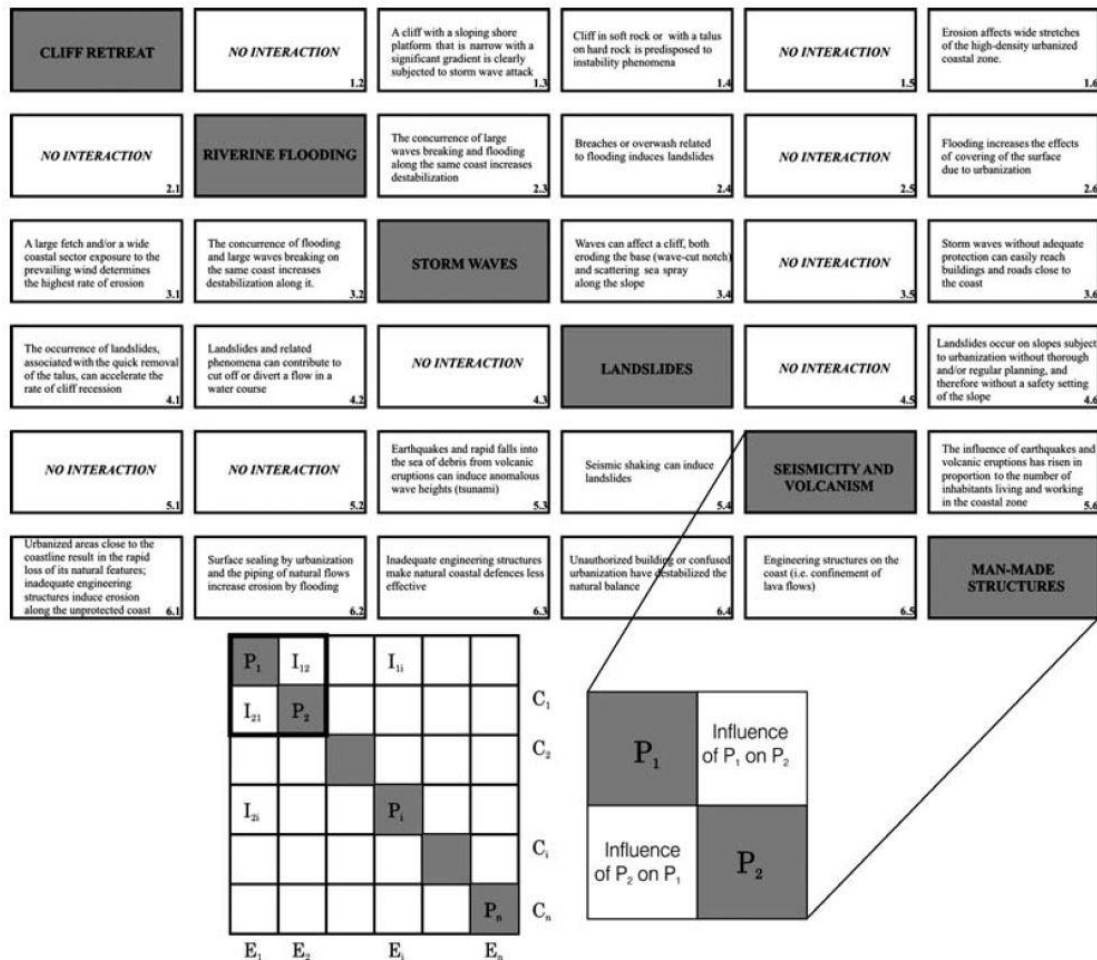 CLIFF RETREAT
NO INTERACTION
1.2
A cliff with a sloping shore
platform that is narrow with a
significant gradient is clearly
subjected to storm wave attack
1.3
Cliff in soft rock or with a talus
on hard rock is predisposed to
instability phenomena
1.4
NO INTERACTION
1.5
Erosion affects wide stretches
of the high-density urbanized
coastal zone.
1.6
NO INTERACTION
2.1
RIVERINE FLOODING
The concurrence of large
waves breaking and flooding
along the same coast increases
destabilization
2.3
Breaches or overwash related
to flooding induces landslides
2.4
NO INTERACTION
2.5
Flooding increases the effects
of covering of the surface
due to urbanization
2.6
A large fetch and/or a wide
coastal sector exposure to the
prevailing wind determines
the highest rate of erosion
3.1
The concurrence of flooding
and large waves breaking on
the same coast increases
destabilization along it.
3.2
STORM WAVES
Waves can affect a cliff, both
eroding the base (wave-cut notch)
and scattering sea spray
along the slope
3.4
NO INTERACTION
3.5
Storm waves without adequate
protection can easily reach
buildings and roads close to
the coast
3.6
The occurrence of landslides,
associated with the quick removal
of the talus, can accelerate the
rate of cliff recession
4.1
Landslides and related
phenomena can contribute to
cut off or divert a flow in a
water course
4.2
NO INTERACTION
4.3
LANDSLIDES
NO INTERACTION
4.5
Landslides occur on slopes subject
to urbanization without thorough
and/or regular planning, and
therefore without a safety setting
of the slope
4.6
NO INTERACTION
5.1
NO INTERACTION
5.2
Earthquakes and rapid falls into
the sea of debris from volcanic
eruptions can induce anomalous
wave heights (tsunami)
5.3
Seismic shaking can induce
landslides
5.4
SEISMICITY AND
VOLCANISM
The influence of earthquakes and
volcanic eruptions has risen in
proportion to the number of
inhabitants living and working
in the coastal zone
5.6
Urbanized areas close to the
coastline result in the rapid
loss of its natural features;
inadequate engineering
structures induce erosion
along the unprotected coast
6.1
Surface sealing by urbanization
and the piping of natural flows
increase erosion by flooding
6.2
Inadequate engineering structures
make natural coastal defences less
effective
6.3
Unauthorized building or confused
urbanization have destabilized the
natural balance
6.4
Engineering structures on the
coast (i.e. confinement of
lava flows)
6.5
MAN-MADE
STRUCTURES
P₁ I₁₂ I₁ᵢ
I₂₁ P₂ C₁
C₂
I₂ᵢ Pᵢ
Cᵢ
Pₙ Cₙ
E₁ E₂ Eᵢ Eₙ
P₁
Influence
of P₁ on P₂
Influence
of P₂ on P₁
P₂